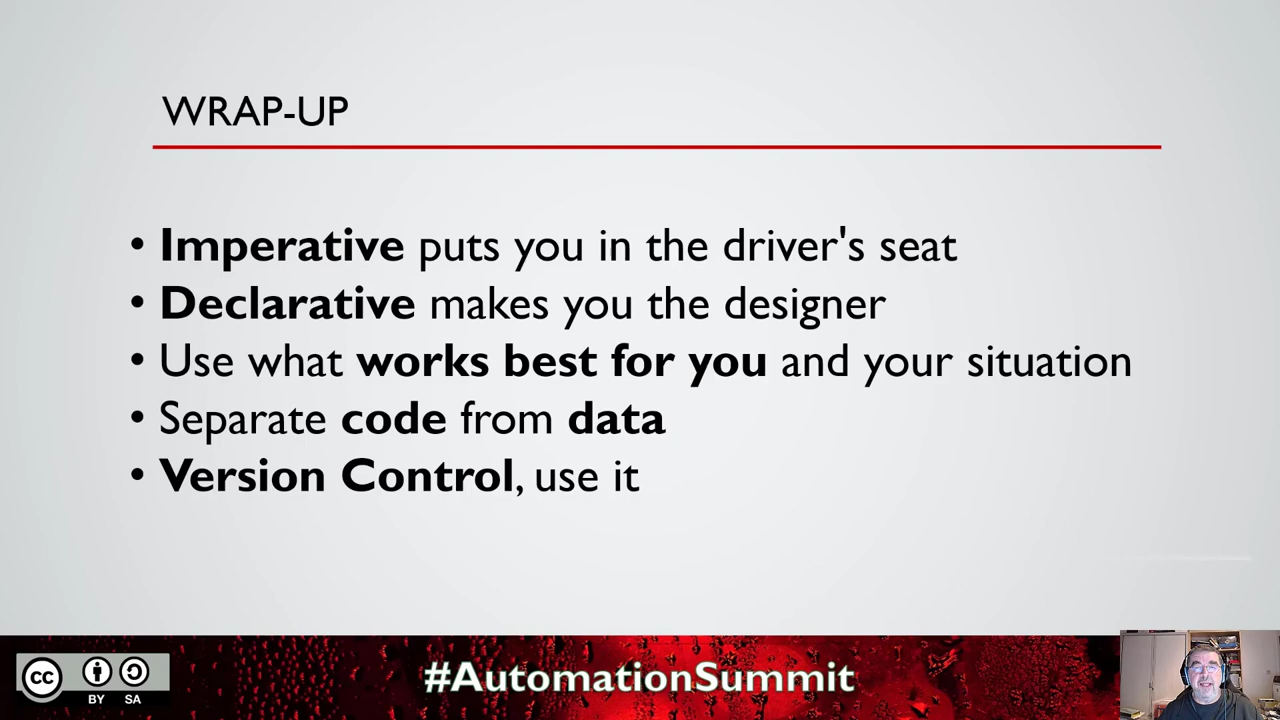 WRAP-UP
• Imperative puts you in the driver's seat
• Declarative makes you the designer
• Use what works best for you and your situation
• Separate code from data
• Version Control, use it
cc BY SA
#AutomationSummit